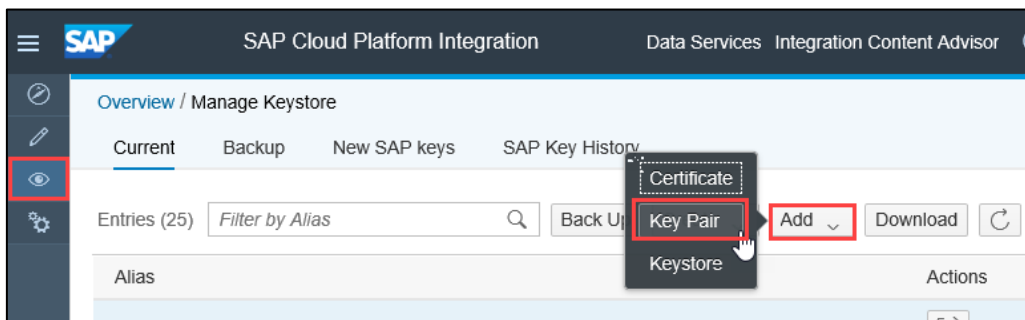 SAP SAP Cloud Platform Integration Data Services Integration Content Advisor
Overview / Manage Keystore
Current Backup New SAP keys SAP Key History
Certificate
Entries (25) Filter by Alias Back Key Pair Add Download
Keystore
Alias Actions